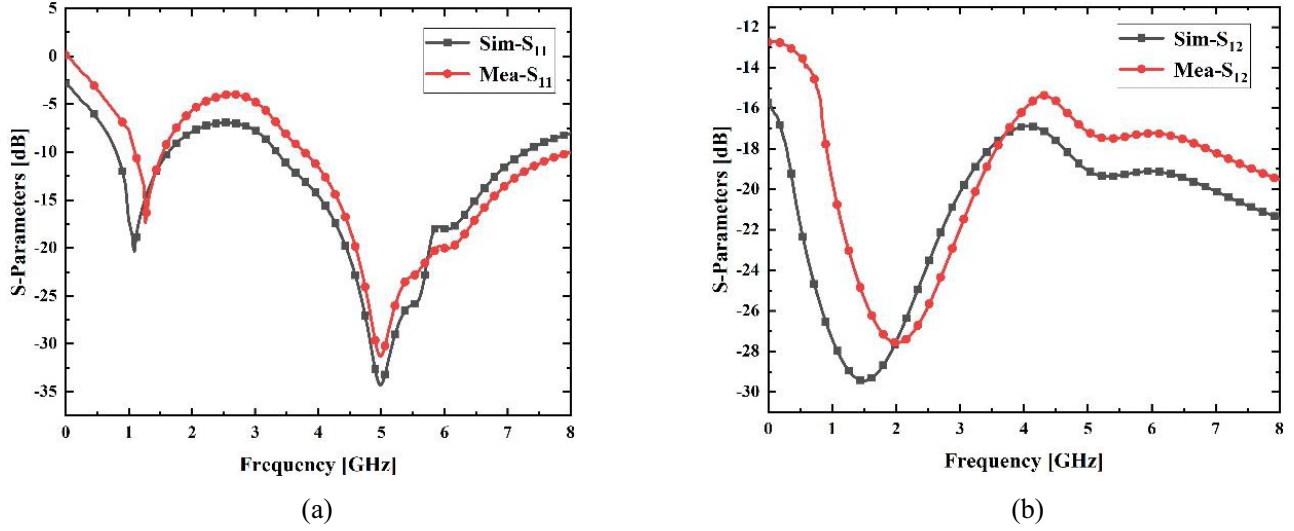 5
0
-5
-10
-15
-20
-25
-30
-35
S-Parameters [dB]
Sim-S11
Mea-S11
0 1 2 3 4 5 6 7 8
Frequency [GHz]
(a)
-12
-14
-16
-18
-20
-22
-24
-26
-28
-30
S-Parameters [dB]
Sim-S12
Mea-S12
0 1 2 3 4 5 6 7 8
Frequency [GHz]
(b)